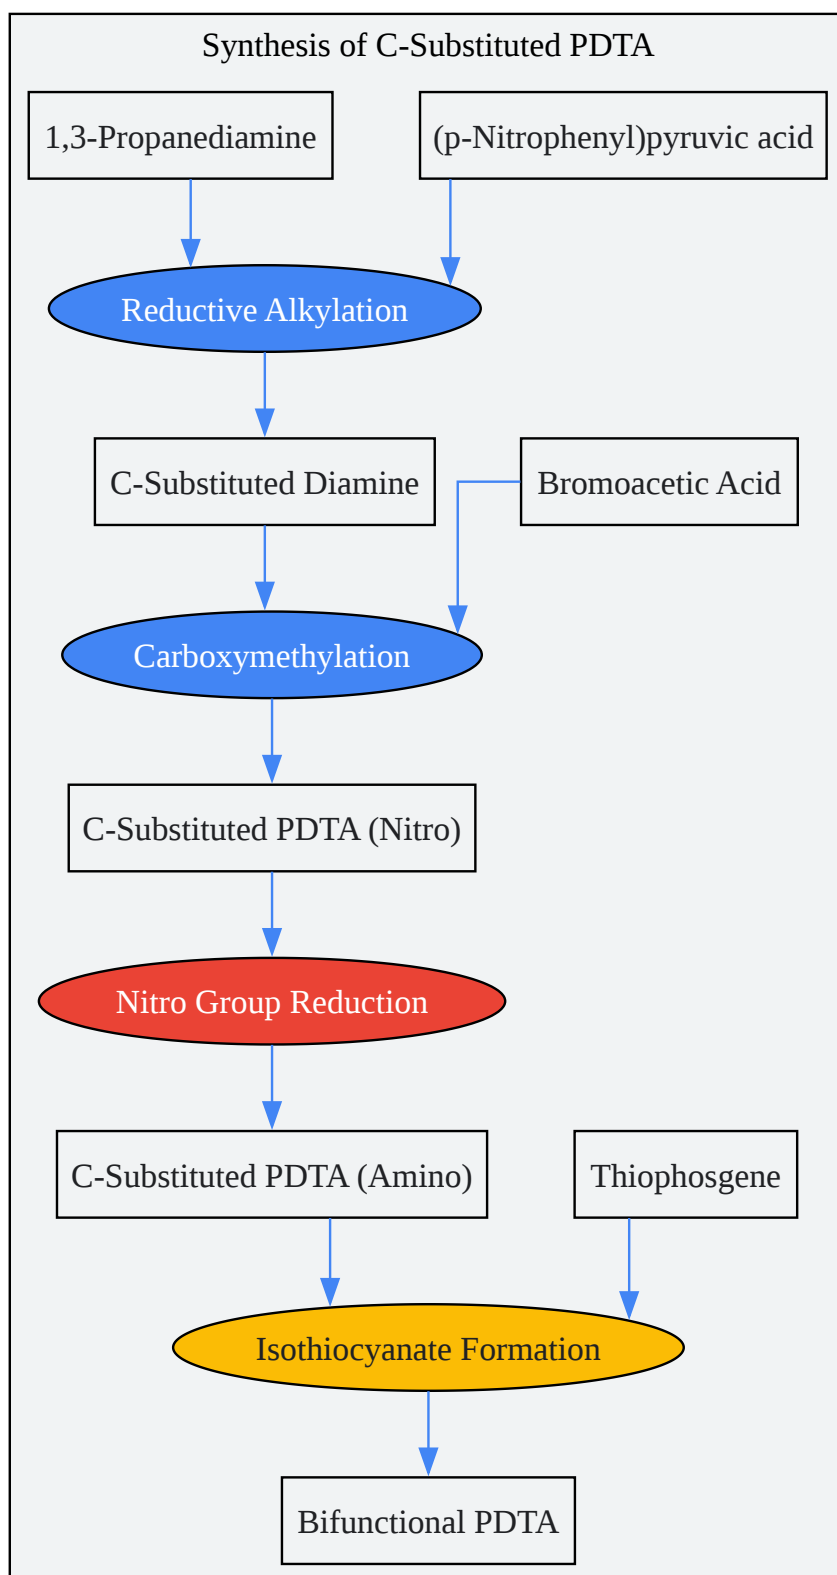 Synthesis of C-Substituted PDTA
1,3-Propanediamine
(p-Nitrophenyl)pyruvic acid
Reductive Alkylation
C-Substituted Diamine
Bromoacetic Acid
Carboxymethylation
C-Substituted PDTA (Nitro)
Nitro Group Reduction
C-Substituted PDTA (Amino)
Thiophosgene
Isothiocyanate Formation
Bifunctional PDTA